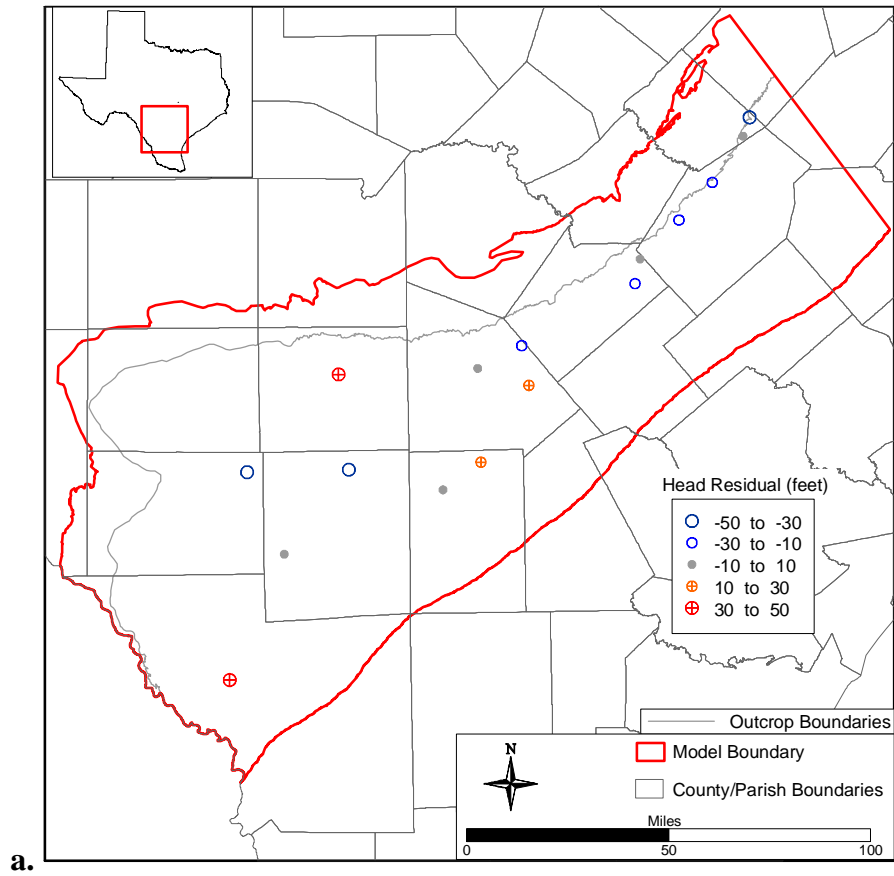 Head Residual (feet)
-50 to -30
-30 to -10
-10 to 10
10 to 30
30 to 50
Outcrop Boundaries
N
Model Boundary
County/Parish Boundaries
Miles
0 50 100
a.